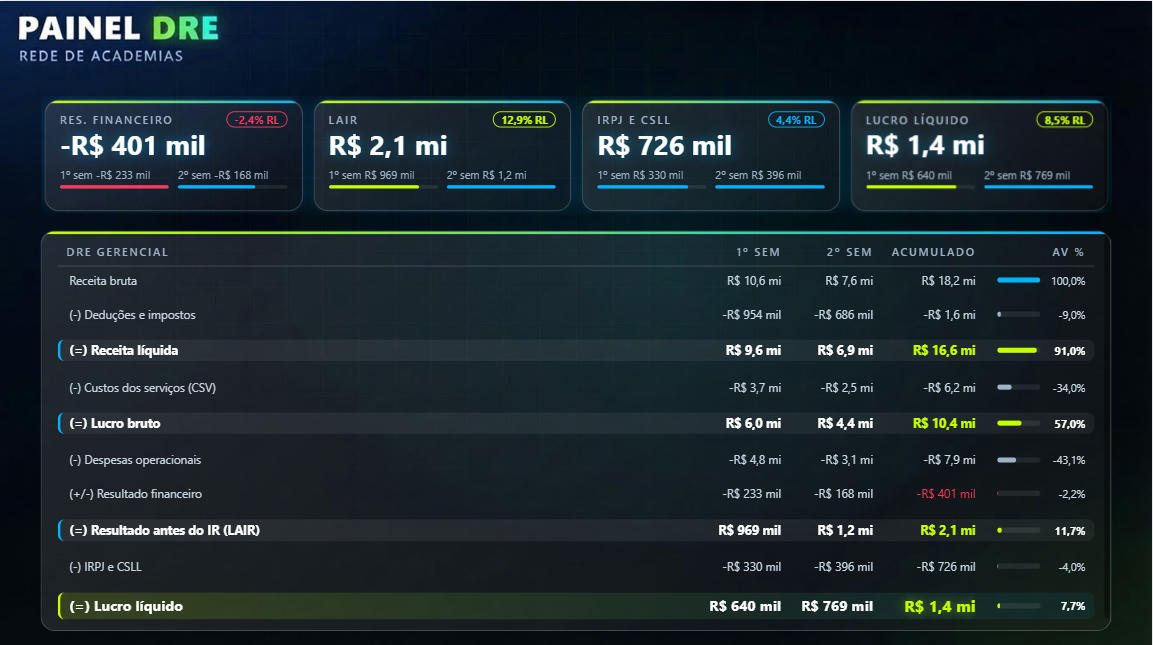 PAINEL DRE
REDE DE ACADEMIAS
RES. FINANCEIRO -2,4% RL
-R$ 401 mil
1º sem -R$ 233 mil 2º sem -R$ 168 mil
LAIR 12,9% RL
R$ 2,1 mi
1º sem R$ 969 mil 2º sem R$ 1,2 mi
IRPJ E CSLL 4,4% RL
R$ 726 mil
1º sem R$ 330 mil 2º sem R$ 396 mil
LUCRO LÍQUIDO 8,5% RL
R$ 1,4 mi
1º sem R$ 640 mil 2º sem R$ 769 mil
DRE GERENCIAL 1º SEM 2º SEM ACUMULADO AV %
Receita bruta R$ 10,6 mi R$ 7,6 mi R$ 18,2 mi 100,0%
(-) Deduções e impostos -R$ 954 mil -R$ 686 mil -R$ 1,6 mi -9,0%
(=) Receita líquida R$ 9,6 mi R$ 6,9 mi R$ 16,6 mi 91,0%
(-) Custos dos serviços (CSV) -R$ 3,7 mi -R$ 2,5 mi -R$ 6,2 mi -34,0%
(=) Lucro bruto R$ 6,0 mi R$ 4,4 mi R$ 10,4 mi 57,0%
(-) Despesas operacionais -R$ 4,8 mi -R$ 3,1 mi -R$ 7,9 mi -43,1%
(+/-) Resultado financeiro -R$ 233 mil -R$ 168 mil -R$ 401 mil -2,2%
(=) Resultado antes do IR (LAIR) R$ 969 mil R$ 1,2 mi R$ 2,1 mi 11,7%
(-) IRPJ e CSLL -R$ 330 mil -R$ 396 mil -R$ 726 mil -4,0%
(=) Lucro líquido R$ 640 mil R$ 769 mil R$ 1,4 mi 7,7%